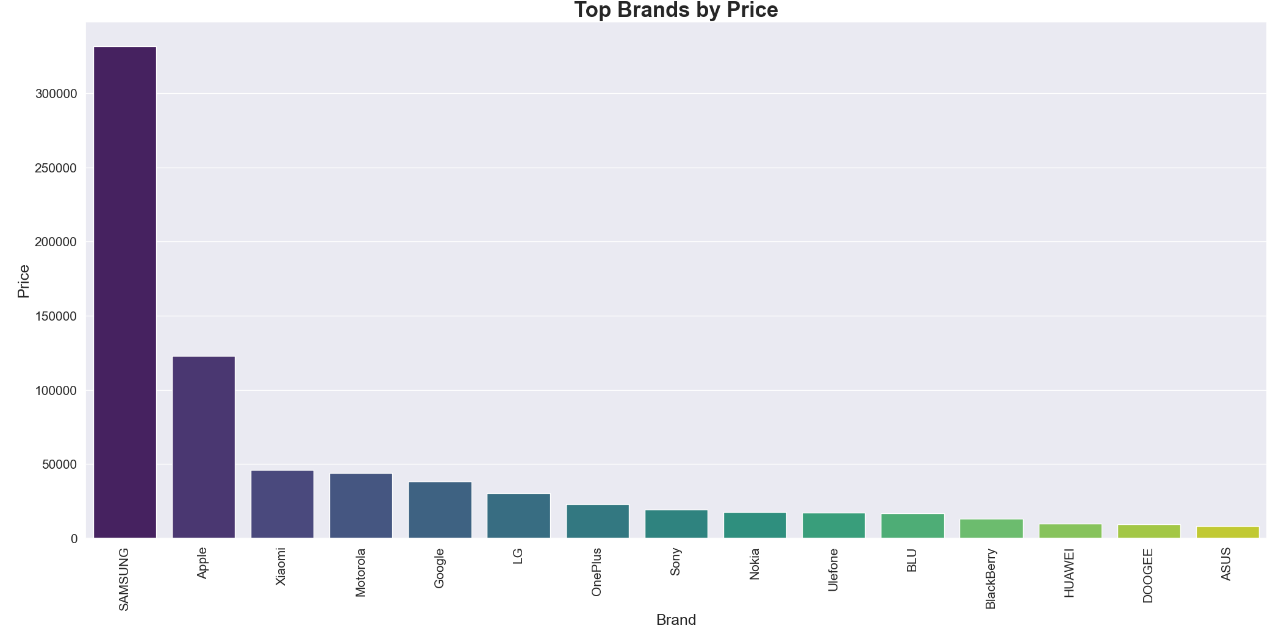 Top Brands by Price
Price
300000
250000
200000
150000
100000
50000
0
SAMSUNG
Apple
Xiaomi
Motorola
Google
LG
OnePlus
Sony
Nokia
Ulefone
BLU
BlackBerry
HUAWEI
DOOGEE
ASUS
Brand